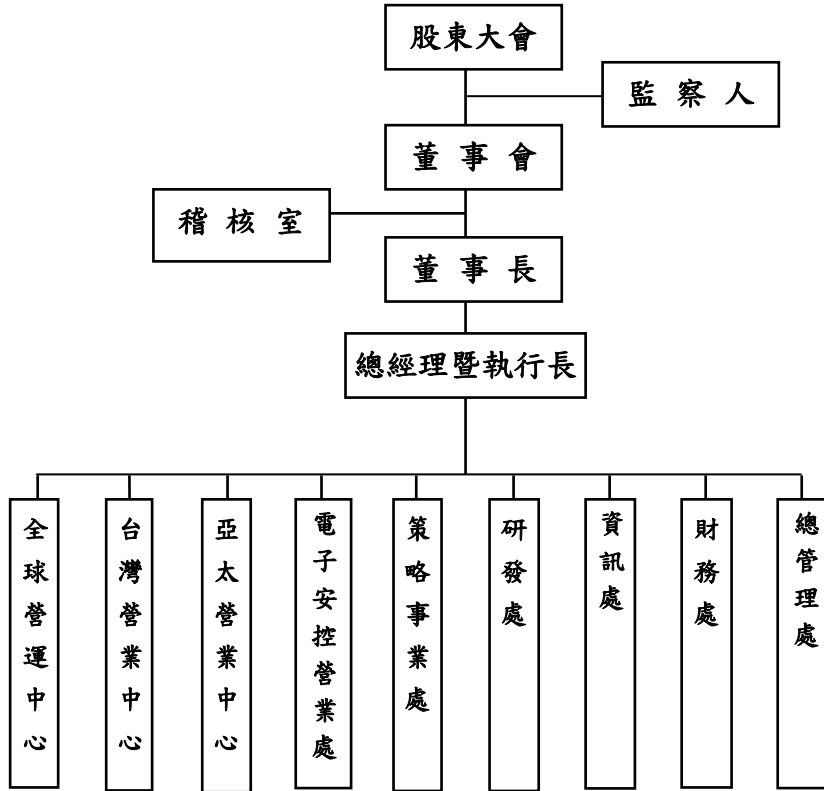 股東大會
監察人
董事會
稽核室
董事長
總經理暨執行長
全球營運中心
台灣營業中心
亞太營業中心
電子安控營業處
策略事業處
研發處
資訊處
財務處
總管理處